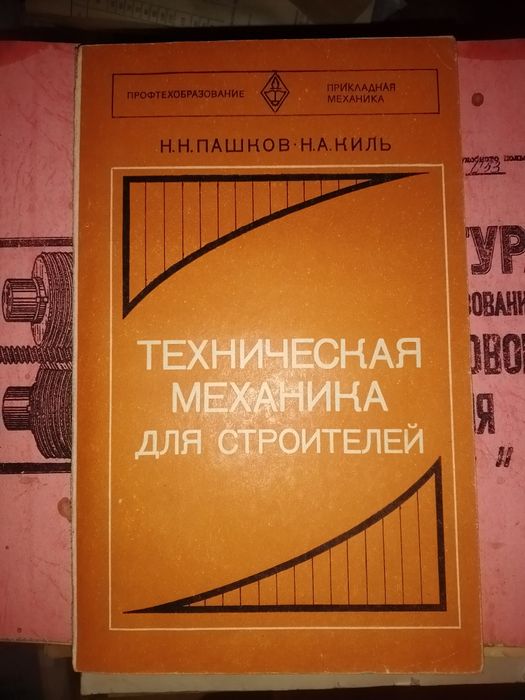 ПРОФТЕХОБРАЗОВАНИЕ
ПРИКЛАДНАЯ
МЕХАНИКА
Н.Н.ПАШКОВ·Н.А.КИЛЬ
ТЕХНИЧЕСКАЯ
МЕХАНИКА
ДЛЯ СТРОИТЕЛЕЙ